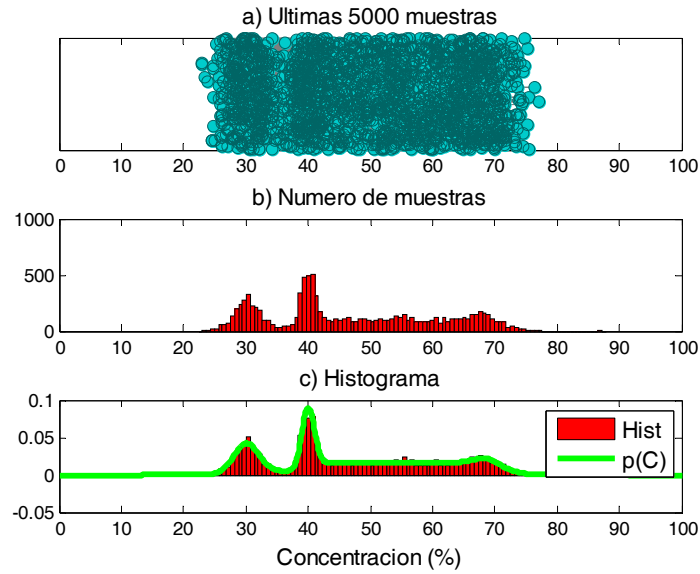 a) Ultimas 5000 muestras
0 10 20 30 40 50 60 70 80 90 100
b) Numero de muestras
1000
500
0
0 10 20 30 40 50 60 70 80 90 100
c) Histograma
0.1
0.05
0
-0.05
Hist
p(C)
0 10 20 30 40 50 60 70 80 90 100
Concentracion (%)